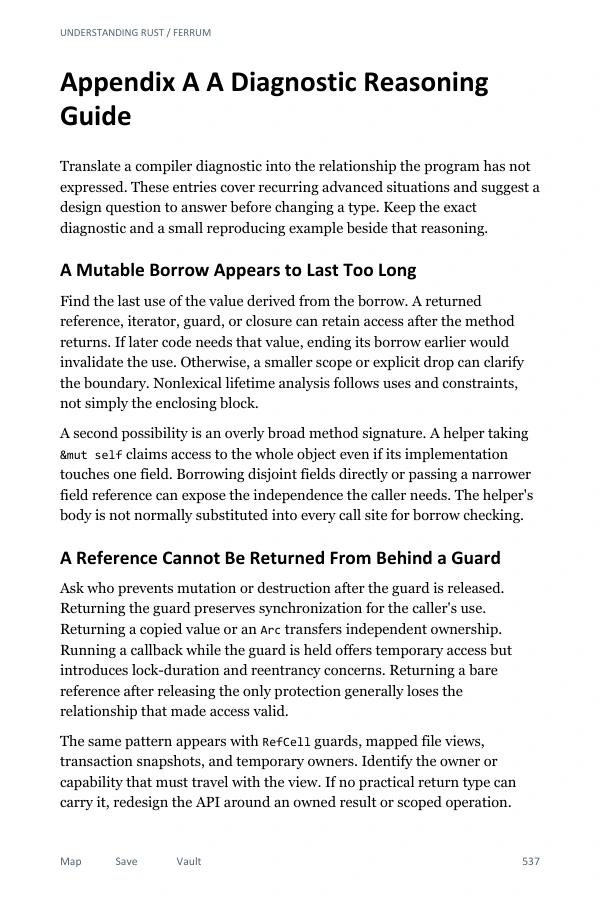 UNDERSTANDING RUST / FERRUM
Appendix A A Diagnostic Reasoning
Guide
Translate a compiler diagnostic into the relationship the program has not
expressed. These entries cover recurring advanced situations and suggest a
design question to answer before changing a type. Keep the exact
diagnostic and a small reproducing example beside that reasoning.
A Mutable Borrow Appears to Last Too Long
Find the last use of the value derived from the borrow. A returned
reference, iterator, guard, or closure can retain access after the method
returns. If later code needs that value, ending its borrow earlier would
invalidate the use. Otherwise, a smaller scope or explicit drop can clarify
the boundary. Nonlexical lifetime analysis follows uses and constraints,
not simply the enclosing block.
A second possibility is an overly broad method signature. A helper taking
&mut self claims access to the whole object even if its implementation
touches one field. Borrowing disjoint fields directly or passing a narrower
field reference can expose the independence the caller needs. The helper's
body is not normally substituted into every call site for borrow checking.
A Reference Cannot Be Returned From Behind a Guard
Ask who prevents mutation or destruction after the guard is released.
Returning the guard preserves synchronization for the caller's use.
Returning a copied value or an Arc transfers independent ownership.
Running a callback while the guard is held offers temporary access but
introduces lock-duration and reentrancy concerns. Returning a bare
reference after releasing the only protection generally loses the
relationship that made access valid.
The same pattern appears with RefCell guards, mapped file views,
transaction snapshots, and temporary owners. Identify the owner or
capability that must travel with the view. If no practical return type can
carry it, redesign the API around an owned result or scoped operation.
Map Save Vault 537